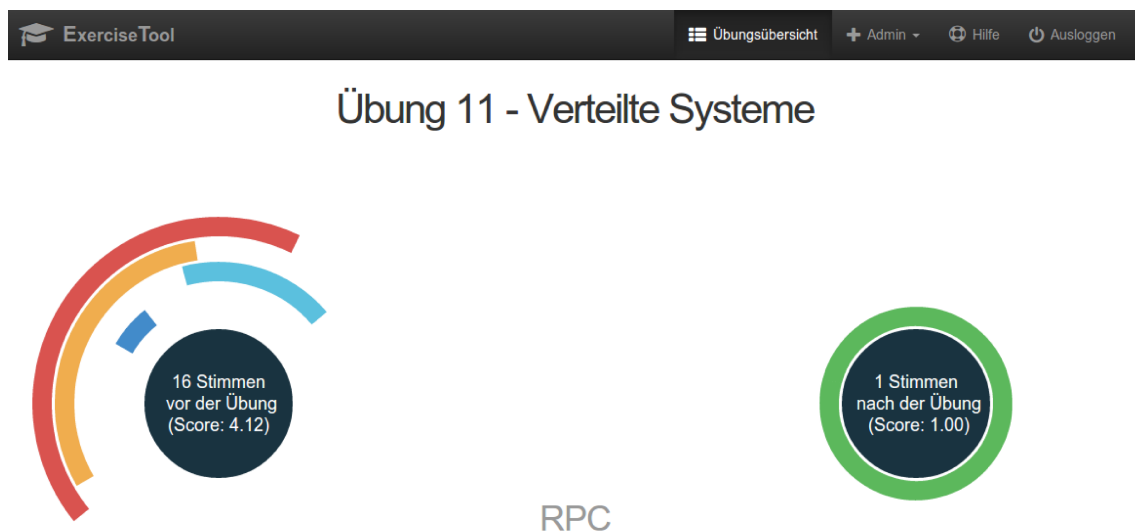 ExerciseTool
Übungsübersicht
Admin
Hilfe
Ausloggen
Übung 11 - Verteilte Systeme
16 Stimmen
vor der Übung
(Score: 4.12)
1 Stimmen
nach der Übung
(Score: 1.00)
RPC